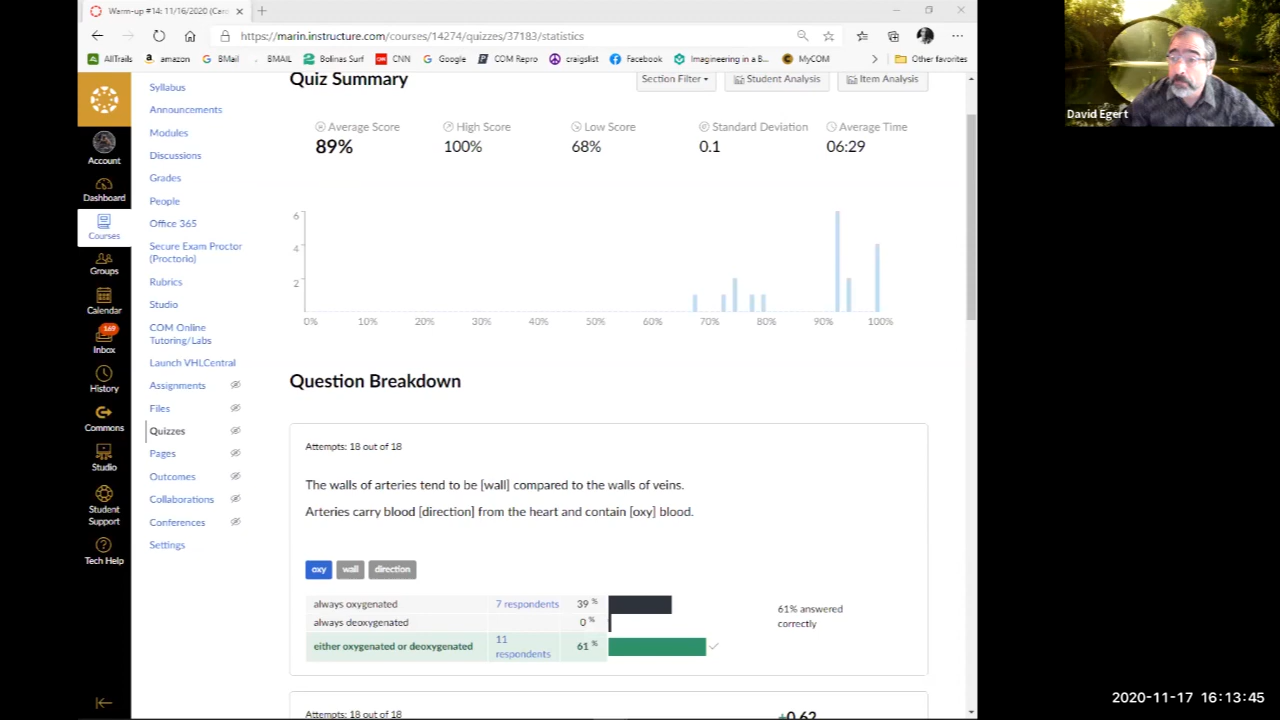 Warm-up #14: 11/16/2020 (Car
https://marin.instructure.com/courses/14274/quizzes/37183/statistics
AllTrails amazon BMail BMAIL Bolinas Surf CNN Google COM Repro craigslist Facebook Imagineering in a B... MyCOM Other favorites
David Egert
Account
Dashboard
Courses
Groups
Calendar
169
Inbox
History
Commons
Studio
Student
Support
Tech Help
Syllabus
Announcements
Modules
Discussions
Grades
People
Office 365
Secure Exam Proctor
(Proctorio)
Rubrics
Studio
COM Online
Tutoring/Labs
Launch VHLCentral
Assignments
Files
Quizzes
Pages
Outcomes
Collaborations
Conferences
Settings
Quiz Summary
Section Filter Student Analysis Item Analysis
Average Score High Score Low Score Standard Deviation Average Time
89% 100% 68% 0.1 06:29
6
4
2
0% 10% 20% 30% 40% 50% 60% 70% 80% 90% 100%
Question Breakdown
Attempts: 18 out of 18
The walls of arteries tend to be [wall] compared to the walls of veins.
Arteries carry blood [direction] from the heart and contain [oxy] blood.
oxy wall direction
always oxygenated 7 respondents 39 %
always deoxygenated 0 %
either oxygenated or deoxygenated 11 respondents 61 %
61% answered
correctly
Attempts: 18 out of 18
+0.62
2020-11-17 16:13:45